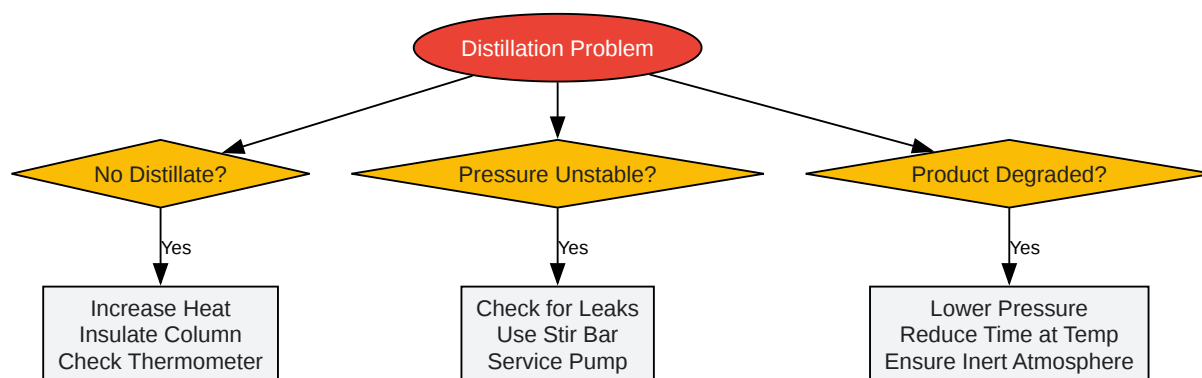 Distillation Problem
No Distillate?
Pressure Unstable?
Product Degraded?
Yes
Yes
Yes
Increase Heat
Insulate Column
Check Thermometer
Check for Leaks
Use Stir Bar
Service Pump
Lower Pressure
Reduce Time at Temp
Ensure Inert Atmosphere